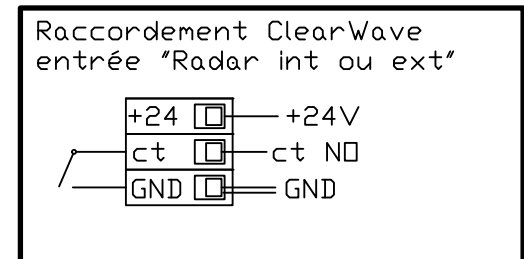 Raccordement ClearWave
entrée "Radar int ou ext"
+24 +24V
ct ct NO
GND GND